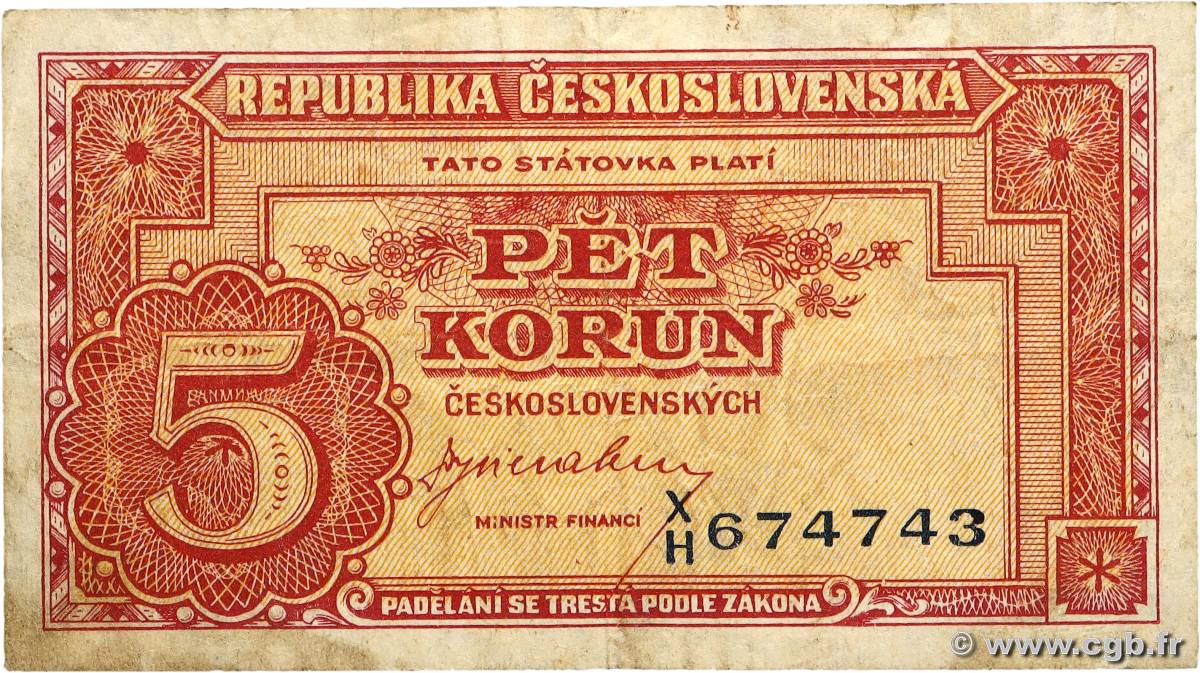 REPUBLIKA ČESKOSLOVENSKÁ
TATO STÁTOVKA PLATÍ
PĚT
KORUN
ČESKOSLOVENSKÝCH
5
MINISTR FINANCÍ
X/H 674743
PADĚLÁNÍ SE TRESTÁ PODLE ZÁKONA
© www.cgb.fr